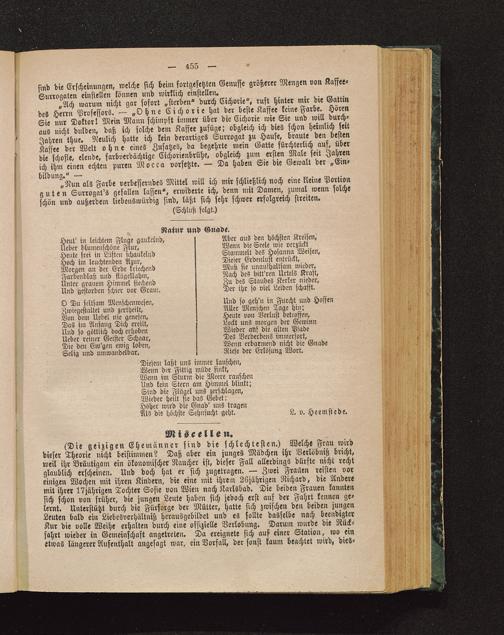 — 455 —
sind die Erscheinungen, welche sich beim fortgesetzten Genusse größerer Mengen von Kaffee-
Surrogaten einstellen können und wirklich einstellen.
„Ach warum nicht gar sofort „sterben“ durch Cichorie“, ruft hinter mir die Gattin
des Herrn Professors. — „Ohne Cichorie hat der beste Kaffee keine Farbe. Hören
Sie nur Doktor! Mein Mann schimpft immer über die Cichorie wie Sie und will durch-
aus nicht dulden, daß ich solche dem Kaffee zufüge; obgleich ich dies schon heimlich seit
Jahren thue. Neulich hatte ich kein derartiges Surrogat zu Hause, braute den besten
Kaffee der Welt ohne eines Zusatzes, da begehrte mein Gatte fürchterlich auf, über
die schofle, elende, farbverdächtige Cichorienbrühe, obgleich zum ersten Male seit Jahren
ich ihm einen echten puren Mocca vorsetzte. — Da haben Sie die Gewalt der „Ein-
bildung.“ —
„Nun als Farbe verbesserndes Mittel will ich mir schließlich noch eine kleine Portion
guten Surrogat's gefallen lassen“, erwiderte ich, denn mit Damen, zumal wenn solche
schön und außerdem liebenswürdig sind, läßt sich sehr schwer erfolgreich streiten.
(Schluß folgt.)
Natur und Gnade.
Heut' in leichtem Fluge gaukelnd,
Ueber blumenschöne Flur,
Heute frei in Lüften schaukelnd
Hoch im leuchtenden Azur,
Morgen an der Erde kriechend
Farbenblaß und flügellahm,
Unter grauem Himmel siechend
Und gestorben schier vor Gram.
O Du seltsam Menschenwesen,
Zwiegestaltet und zertheilt,
Von dem Uebel nie genesen,
Das im Anfang Dich ereilt,
Und so göttlich doch erhoben
Ueber reiner Geister Schaar,
Die den Ew'gen ewig loben,
Selig und unwandelbar.
Aber aus den höchsten Kreisen,
Wenn die Seele wie verzückt
Stammelt des Hosanna Weisen,
Dieser Erdenlust entrückt,
Muß sie unaufhaltsam wieder,
Nach des bitt'ren Urtels Kraft,
Zu des Staubes Kerker nieder,
Der ihr so viel Leiden schafft.
Und so geh'n in Furcht und Hoffen
Aller Menschen Tage hin;
Heute von Verlust betroffen,
Lockt uns morgen der Gewinn
Wieder auf die alten Pfade
Des Verderbens immerfort,
Wenn erbarmend nicht die Gnade
Riefe der Erlösung Wort.
Diesem laßt uns immer lauschen,
Wenn der Fittig müde sinkt,
Wenn im Sturm die Meere rauschen
Und kein Stern am Himmel blinkt;
Sind die Flügel uns zerschlagen,
Wieder heilt sie das Gebet;
Höher wird die Gnad' uns tragen
Als die höchste Sehnsucht geht.
L. v. Heemstede.
Miscellen.
(Die geizigen Ehemänner sind die schlechtesten.) Welche Frau wird
dieser Theorie nicht beistimmen? Daß aber ein junges Mädchen ihr Verlöbniß bricht,
weil ihr Bräutigam ein ökonomischer Raucher ist, dieser Fall allerdings dürfte nicht recht
glaublich erscheinen. Und doch hat er sich zugetragen. — Zwei Frauen reisten vor
einigen Wochen mit ihren Kindern, die eine mit ihrem 26jährigen Richard, die Andere
mit ihrer 17jährigen Tochter Sofie von Wien nach Karlsbad. Die beiden Frauen kannten
sich schon von früher, die jungen Leute haben sich jedoch erst auf der Fahrt kennen ge-
lernt. Unterstützt durch die Fürsorge der Mütter, hatte sich zwischen den beiden jungen
Leuten bald ein Liebesverhältniß herausgebildet und es sollte dasselbe nach beendigter
Kur die volle Weihe erhalten durch eine offizielle Verlobung. Darum wurde die Rück-
fahrt wieder in Gemeinschaft angetreten. Da ereignete sich auf einer Station, wo ein
etwas längerer Aufenthalt angesagt war, ein Vorfall, der sonst kaum beachtet wird, dies-